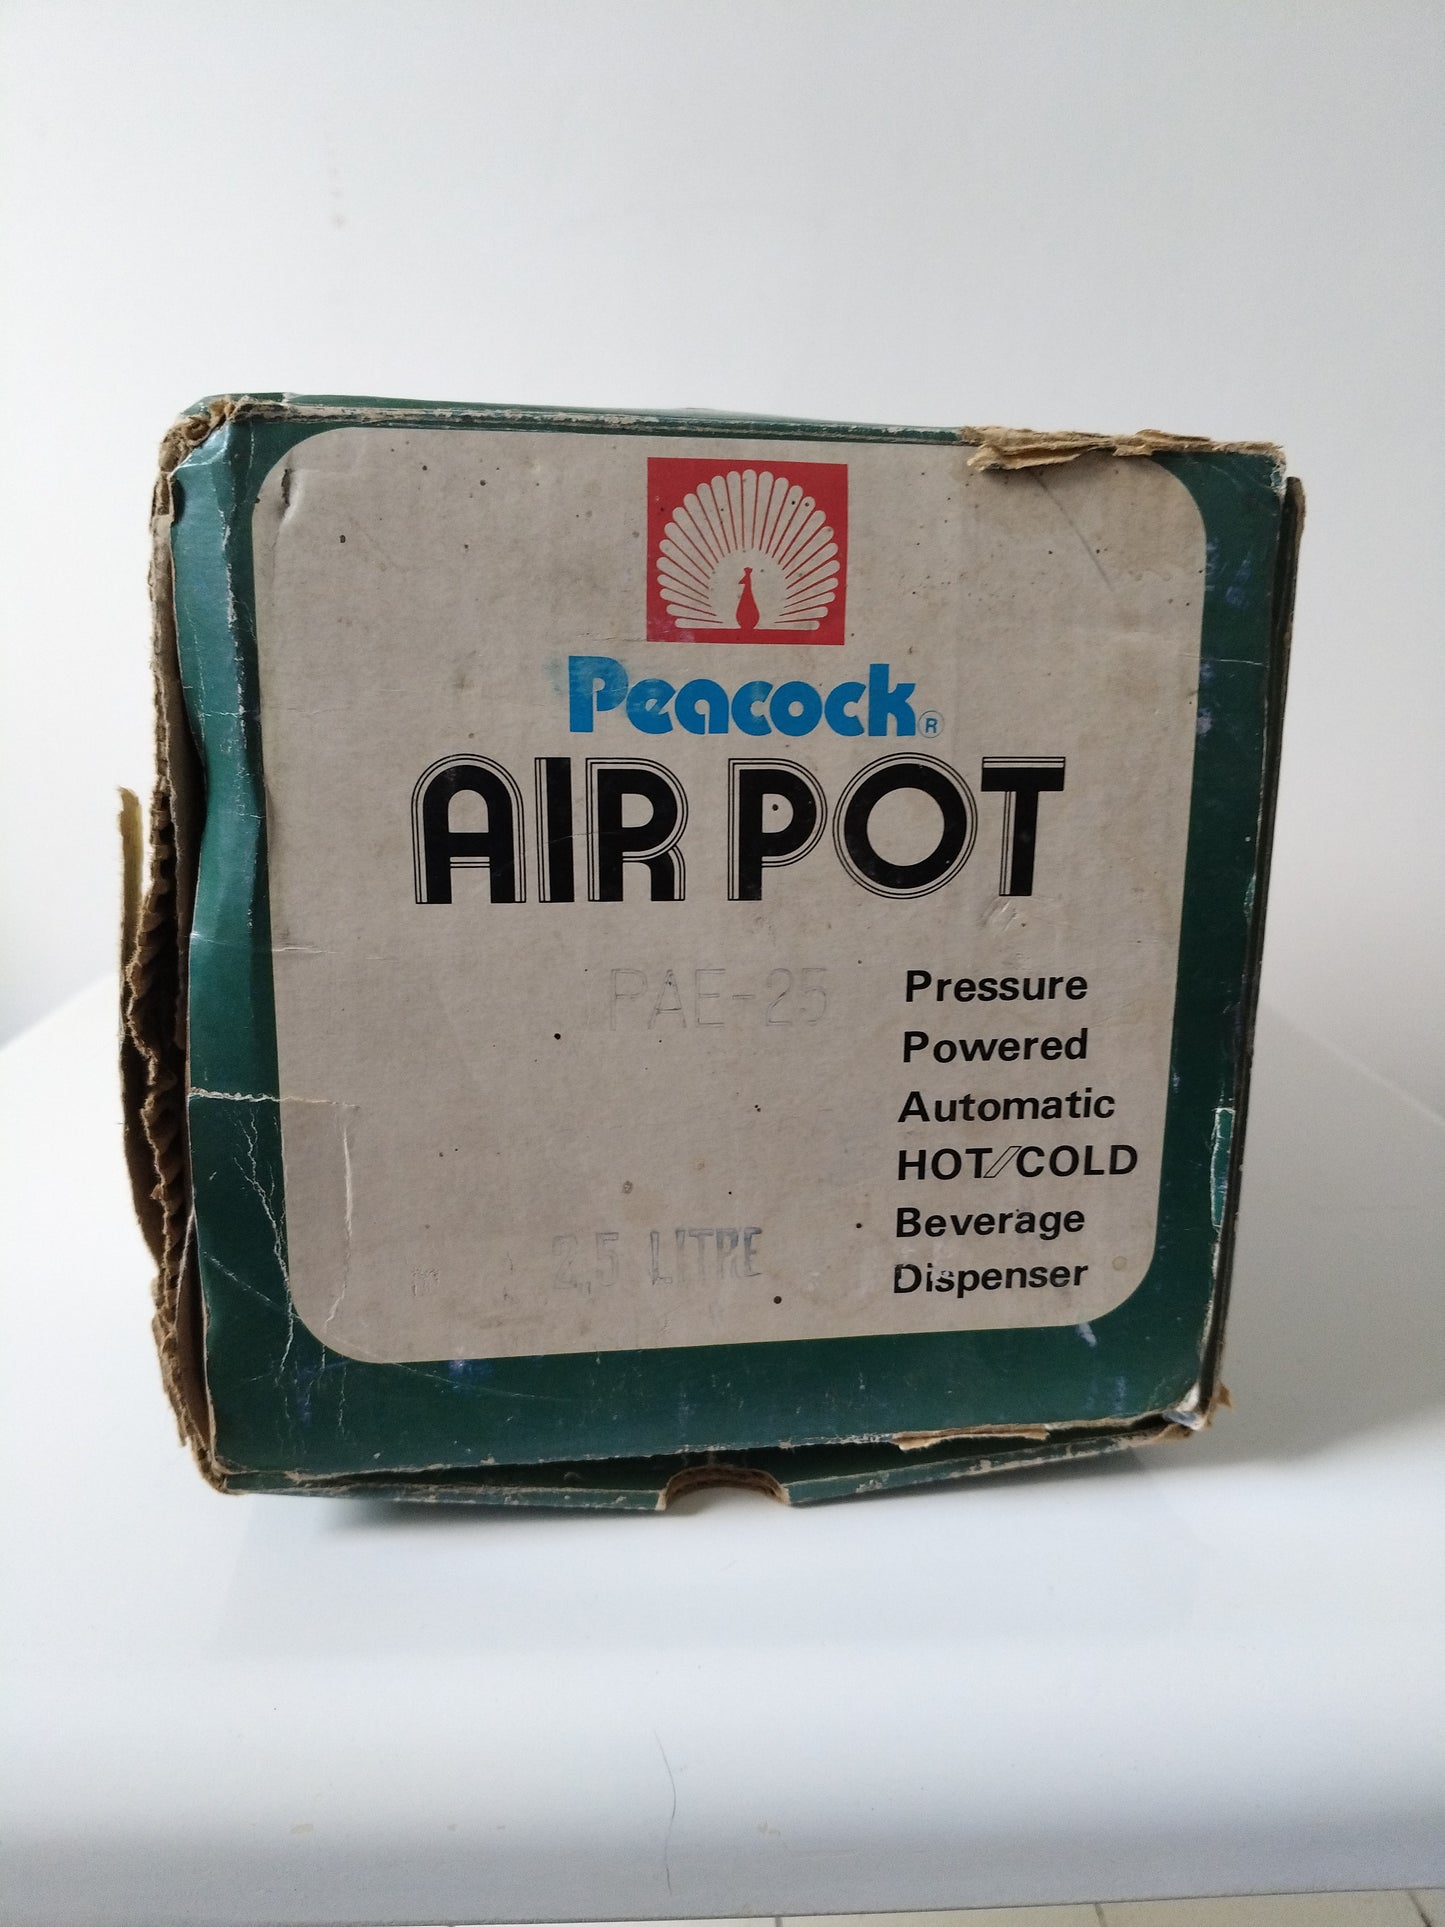 Peacock®
AIR POT
PAE-25
Pressure
Powered
Automatic
HOT/COLD
Beverage
Dispenser
2,5 LITRE